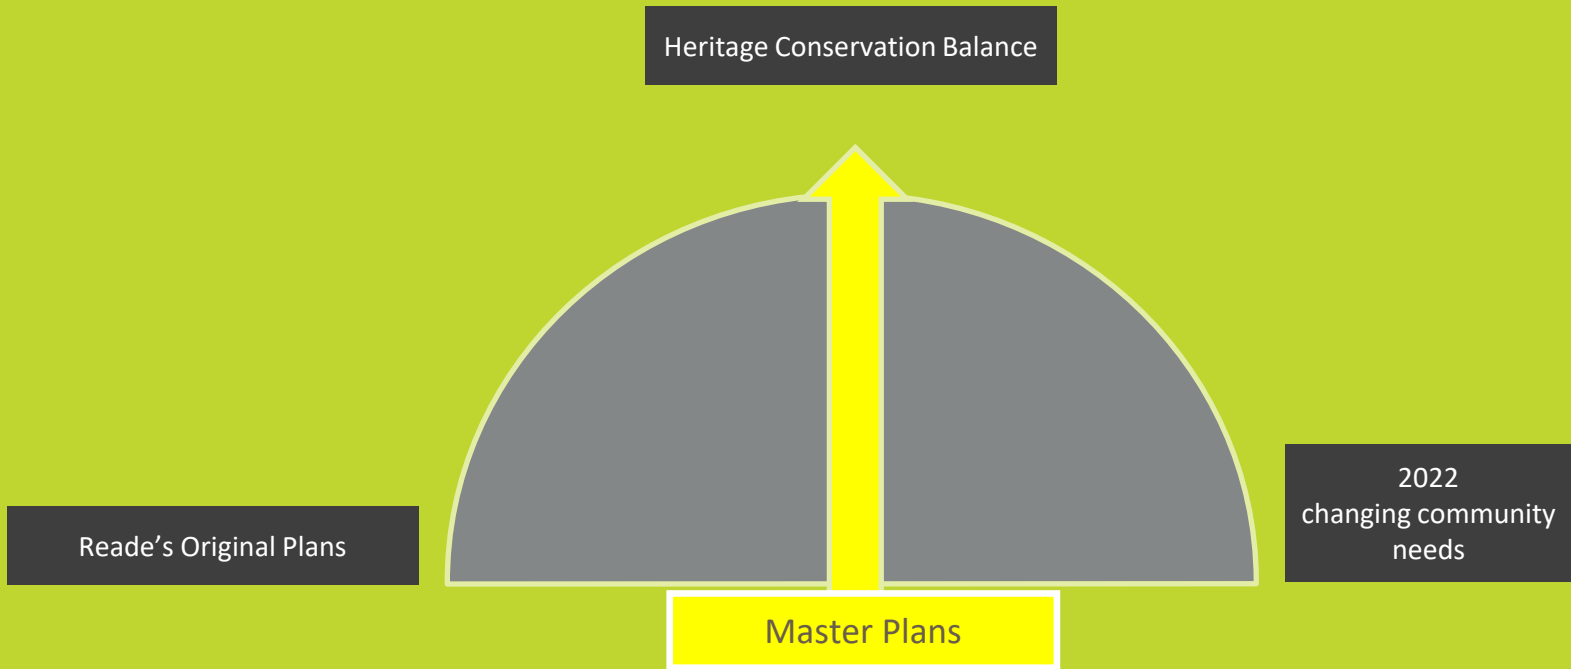 Heritage Conservation Balance
Reade’s Original Plans
2022
changing community
needs
Master Plans